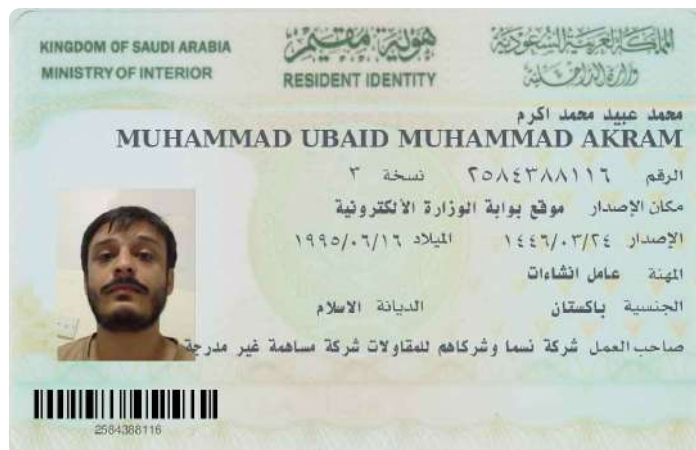 KINGDOM OF SAUDI ARABIA
MINISTRY OF INTERIOR
هوية مقيم
RESIDENT IDENTITY
المملكة العربية السعودية
وزارة الداخلية
محمد عبيد محمد اكرم
MUHAMMAD UBAID MUHAMMAD AKRAM
الرقم ٢٥٨٤٣٨٨١١٦ نسخة ٣
مكان الإصدار موقع بوابة الوزارة الألكترونية
الإصدار ١٤٤٦/٠٣/٢٤ الميلاد ١٩٩٥/٠٦/١٦
المهنة عامل انشاءات
الجنسية باكستان الديانة الاسلام
صاحب العمل شركة نسما وشركاهم للمقاولات شركة مساهمة غير مدرجة
2584388116